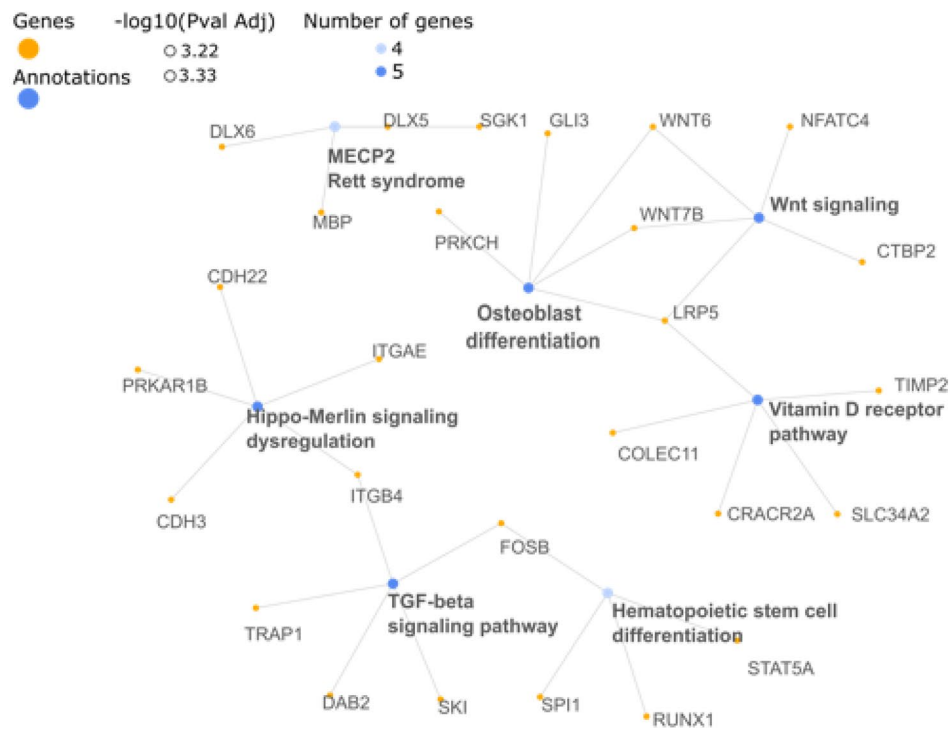 Genes -log10(Pval Adj) Number of genes
3.22 4
3.33 5
Annotations
DLX6 DLX5 SGK1 GLI3 WNT6 NFATC4
MECP2
Rett syndrome
MBP
PRKCH
WNT7B
Wnt signaling
CTBP2
CDH22
Osteoblast
differentiation
LRP5
ITGAE
PRKAR1B
Hippo-Merlin signaling
dysregulation
TIMP2
Vitamin D receptor
pathway
COLEC11
ITGB4
CDH3
CRACR2A SLC34A2
FOSB
TGF-beta
signaling pathway
Hematopoietic stem cell
differentiation
TRAP1
STAT5A
DAB2 SKI SPI1 RUNX1